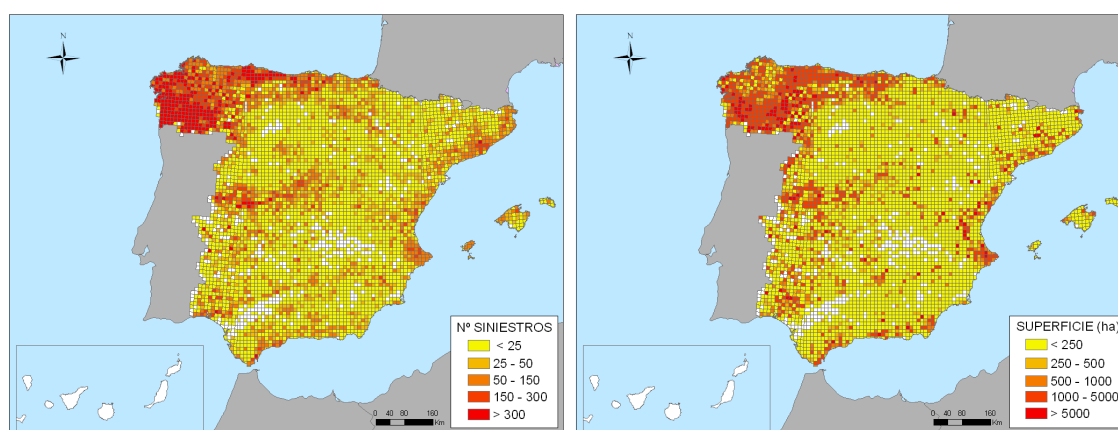 N
Nº SINIESTROS
< 25
25 - 50
50 - 150
150 - 300
> 300
0 40 80 160
Km
N
SUPERFICIE (ha)
< 250
250 - 500
500 - 1000
1000 - 5000
> 5000
0 40 80 160
Km